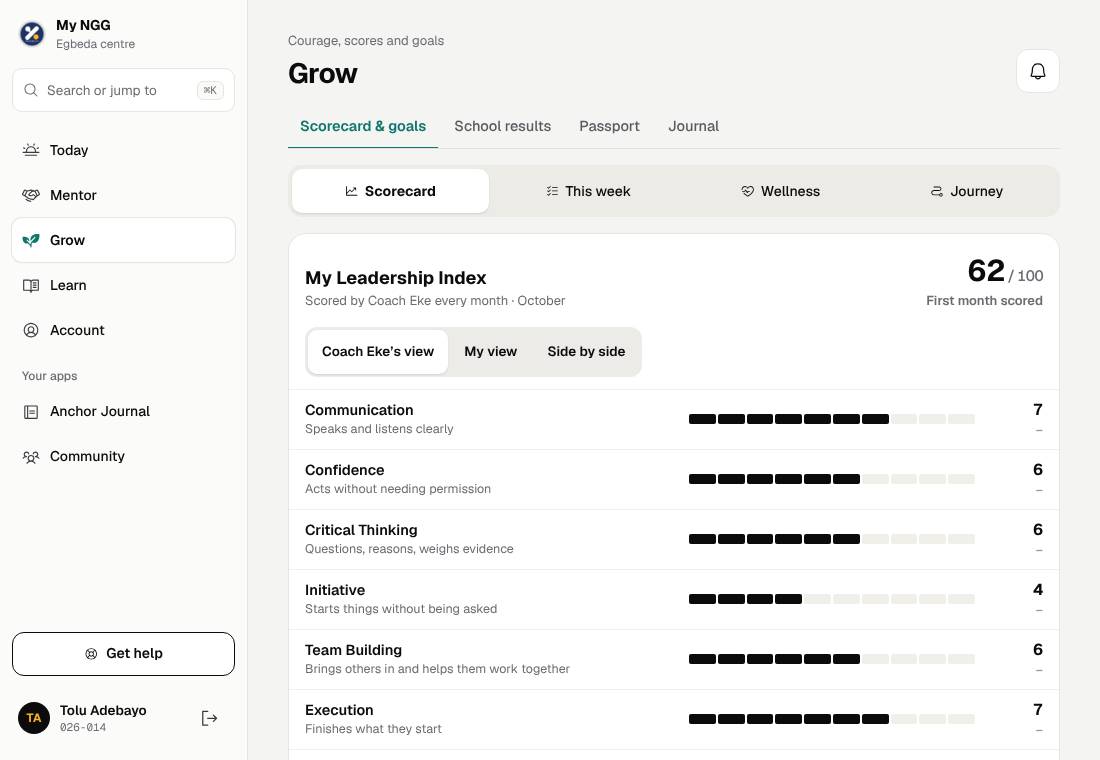 My NGG
Egbeda centre
Search or jump to
⌘K
Today
Mentor
Grow
Learn
Account
Your apps
Anchor Journal
Community
Get help
TA
Tolu Adebayo
026-014
Courage, scores and goals
Grow
Scorecard & goals
School results
Passport
Journal
Scorecard
This week
Wellness
Journey
My Leadership Index
62 / 100
Scored by Coach Eke every month · October
First month scored
Coach Eke’s view
My view
Side by side
Communication
Speaks and listens clearly
7
–
Confidence
Acts without needing permission
6
–
Critical Thinking
Questions, reasons, weighs evidence
6
–
Initiative
Starts things without being asked
4
–
Team Building
Brings others in and helps them work together
6
–
Execution
Finishes what they start
7
–